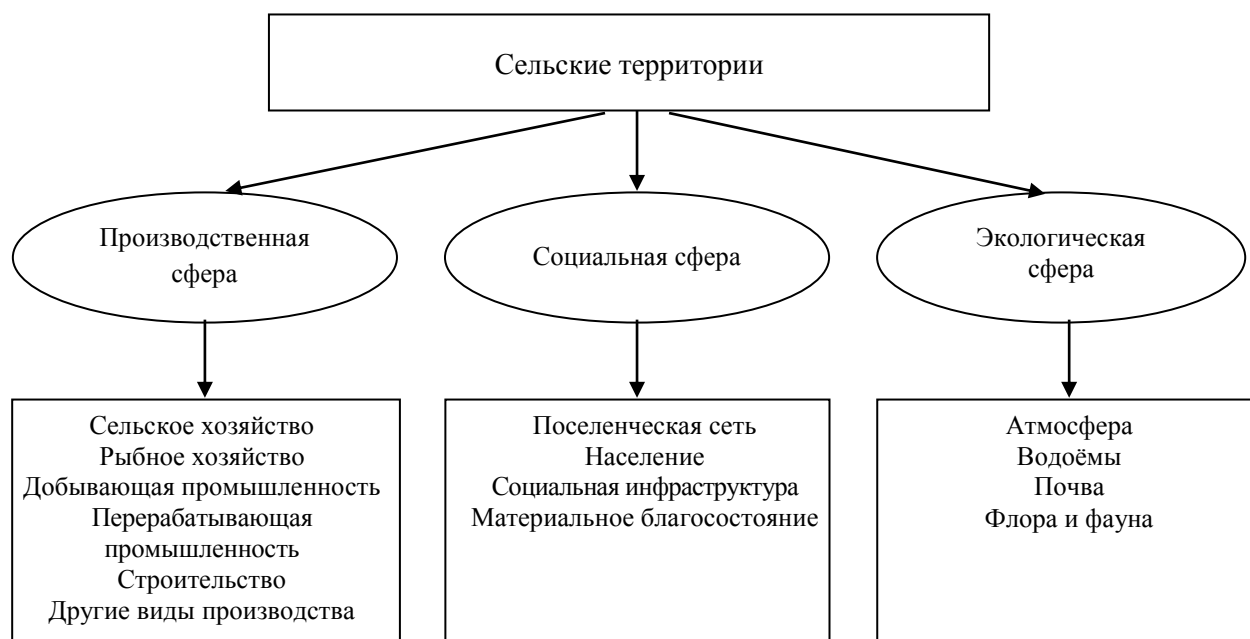 Сельские территории
Производственная
сфера
Социальная сфера
Экологическая
сфера
Сельское хозяйство
Рыбное хозяйство
Добывающая промышленность
Перерабатывающая
промышленность
Строительство
Другие виды производства
Поселенческая сеть
Население
Социальная инфраструктура
Материальное благосостояние
Атмосфера
Водоёмы
Почва
Флора и фауна